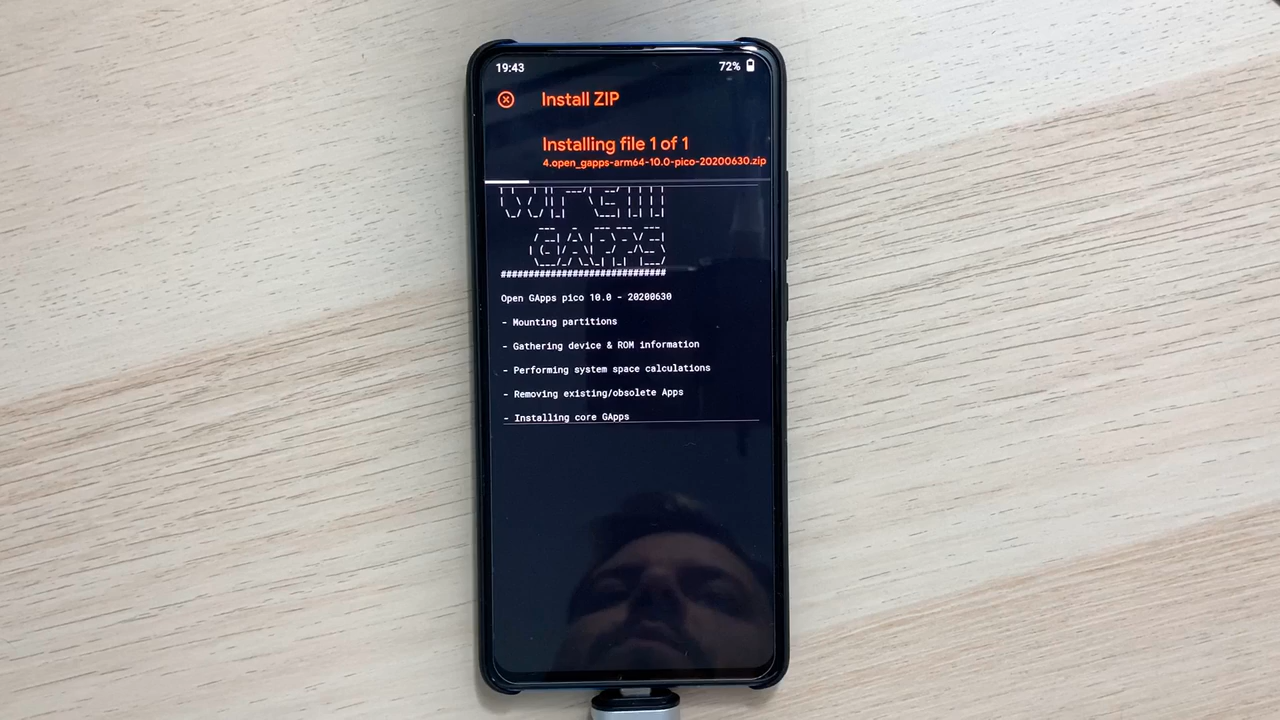 19:43
72%
Install ZIP
Installing file 1 of 1
4.open_gapps-arm64-10.0-pico-20200630.zip
GAPPS
##############################
Open GApps pico 10.0 - 20200630
- Mounting partitions
- Gathering device & ROM information
- Performing system space calculations
- Removing existing/obsolete Apps
- Installing core GApps